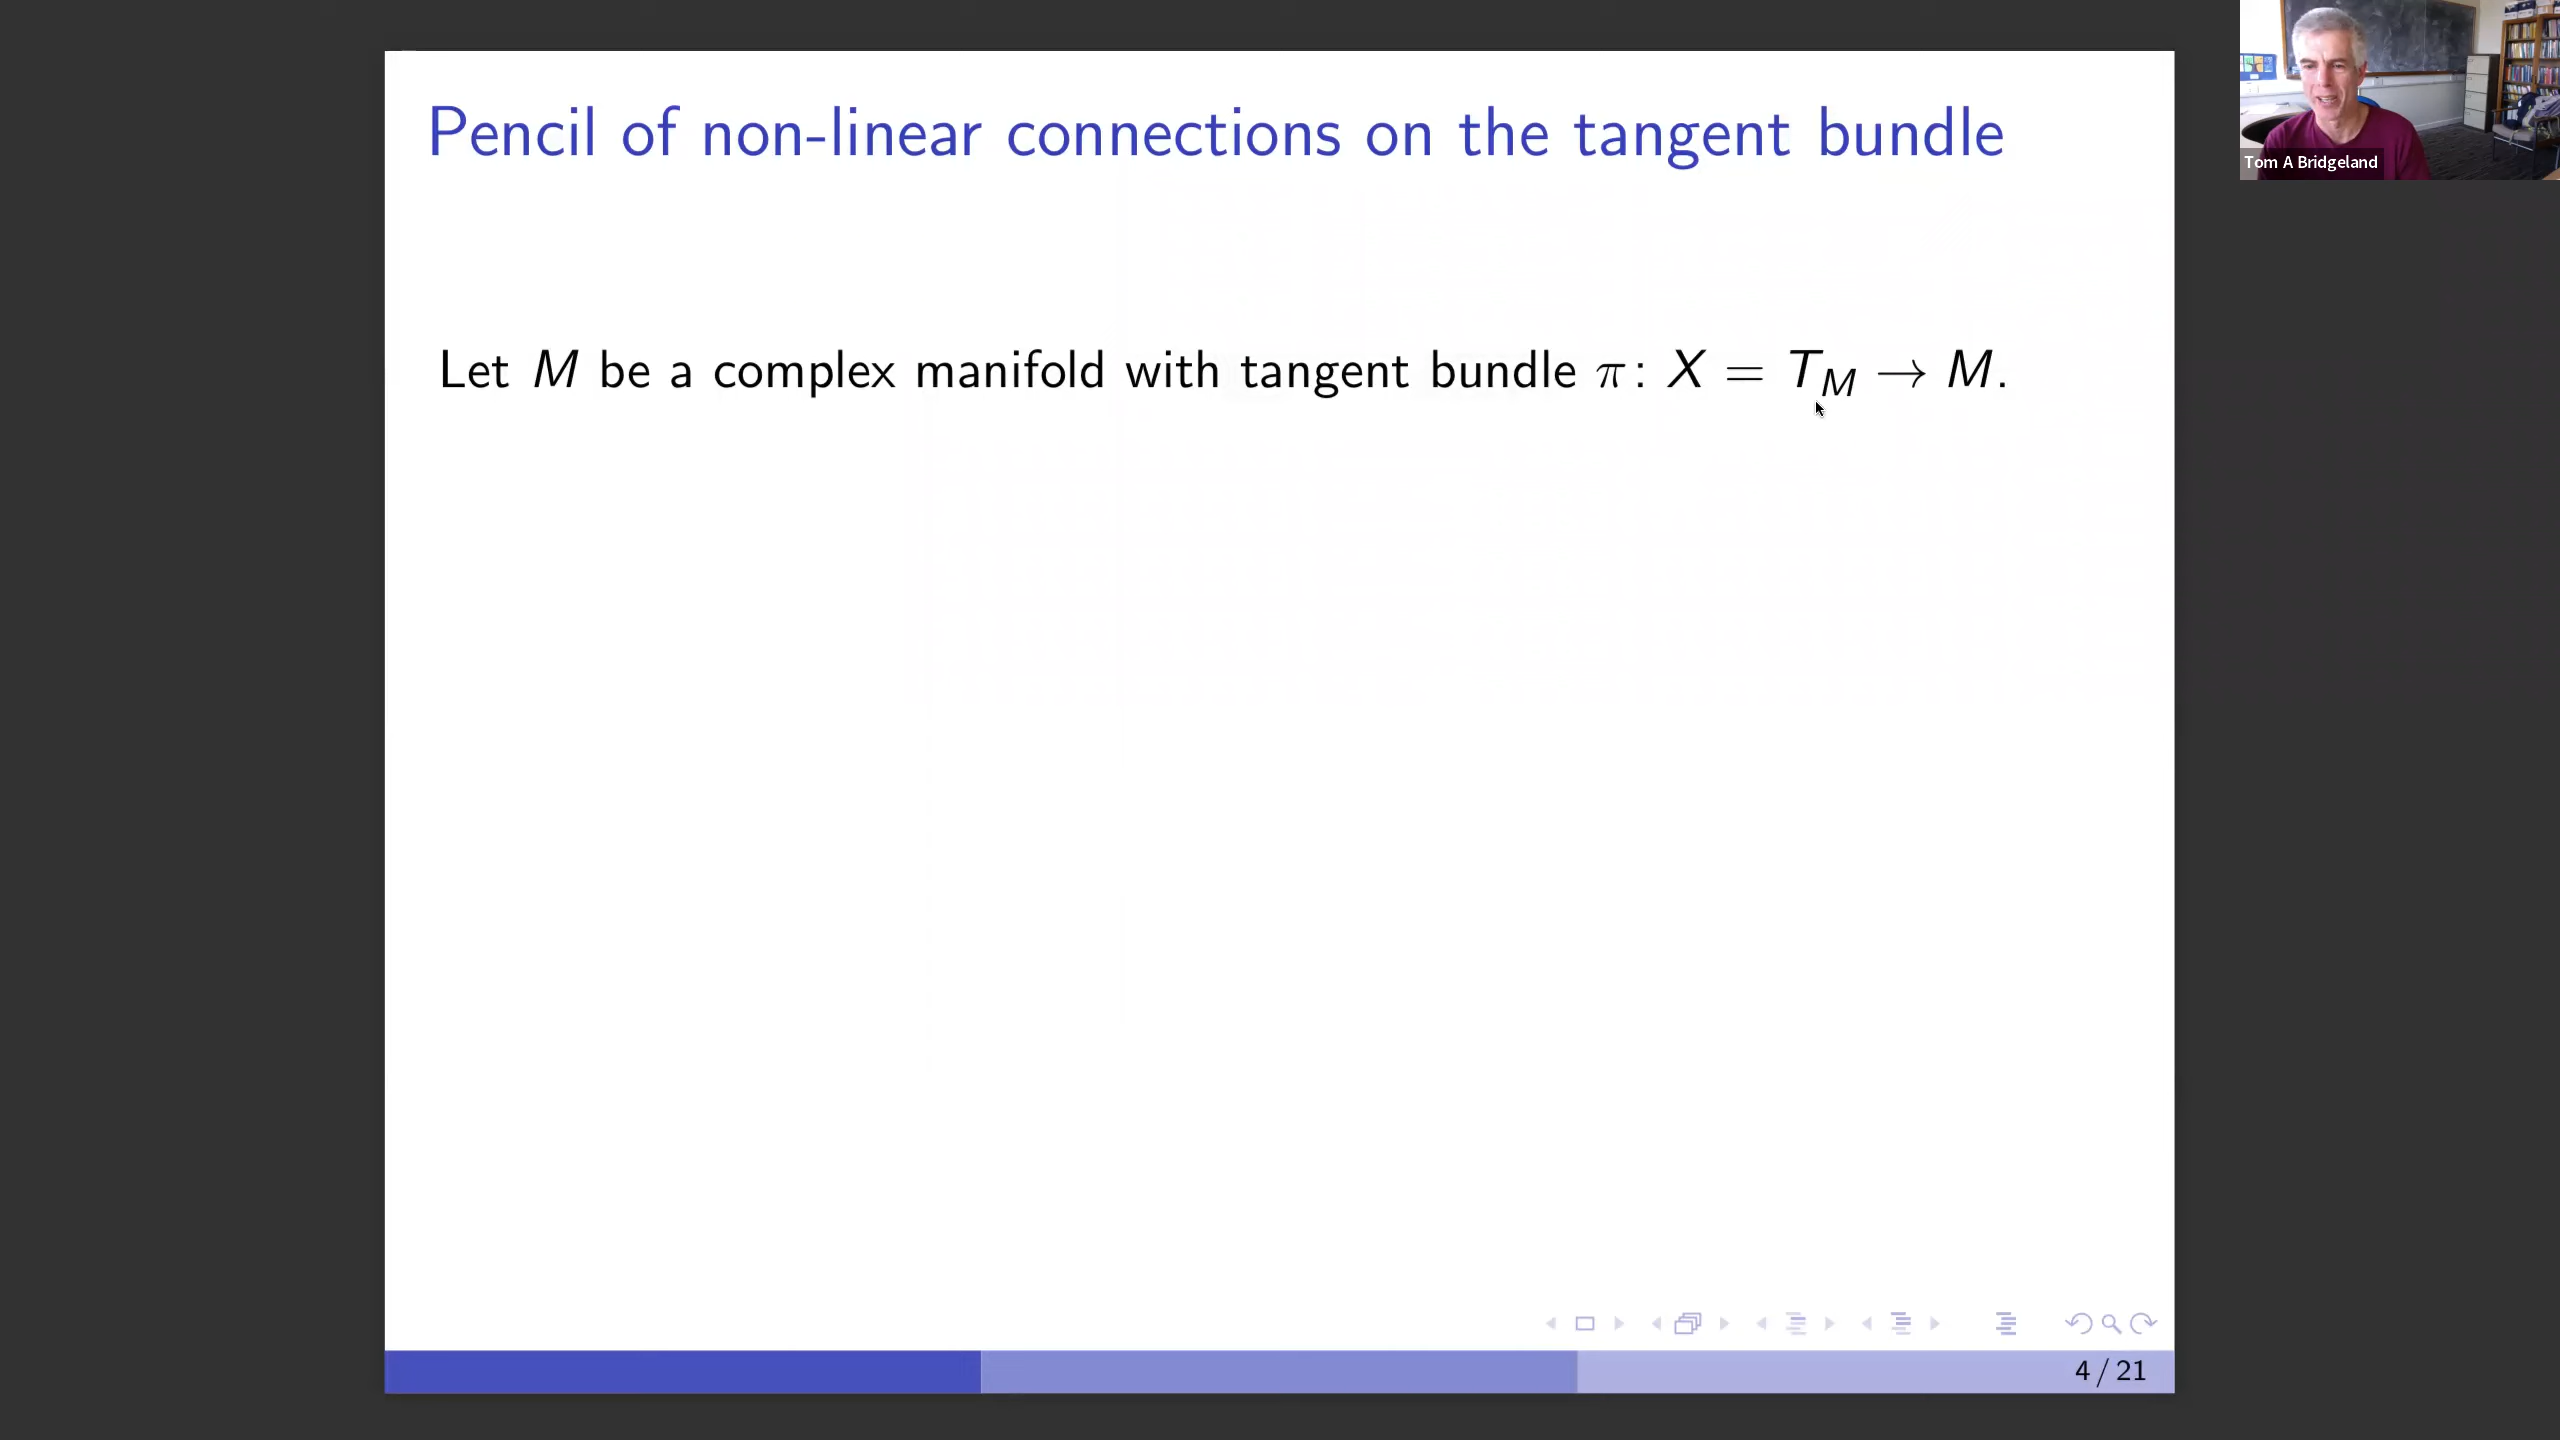 Pencil of non-linear connections on the tangent bundle
Tom A Bridgeland
Let M be a complex manifold with tangent bundle π: X = T_M → M.
4 / 21